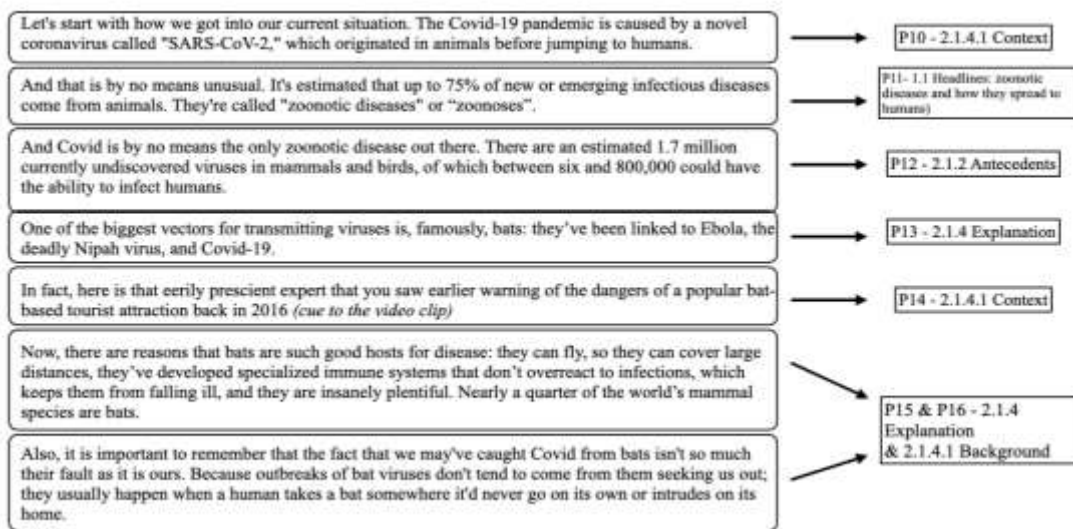 Let's start with how we got into our current situation. The Covid-19 pandemic is caused by a novel
coronavirus called "SARS-CoV-2," which originated in animals before jumping to humans.
P10 - 2.1.4.1 Context
And that is by no means unusual. It's estimated that up to 75% of new or emerging infectious diseases
come from animals. They're called "zoonotic diseases" or “zoonoses”.
P11- 1.1 Headlines: zoonotic
diseases and how they spread to
humans)
And Covid is by no means the only zoonotic disease out there. There are an estimated 1.7 million
currently undiscovered viruses in mammals and birds, of which between six and 800,000 could have
the ability to infect humans.
P12 - 2.1.2 Antecedents
One of the biggest vectors for transmitting viruses is, famously, bats: they’ve been linked to Ebola, the
deadly Nipah virus, and Covid-19.
P13 - 2.1.4 Explanation
In fact, here is that eerily prescient expert that you saw earlier warning of the dangers of a popular bat-
based tourist attraction back in 2016 (cue to the video clip)
P14 - 2.1.4.1 Context
Now, there are reasons that bats are such good hosts for disease: they can fly, so they can cover large
distances, they’ve developed specialized immune systems that don’t overreact to infections, which
keeps them from falling ill, and they are insanely plentiful. Nearly a quarter of the world’s mammal
species are bats.
Also, it is important to remember that the fact that we may've caught Covid from bats isn't so much
their fault as it is ours. Because outbreaks of bat viruses don't tend to come from them seeking us out;
they usually happen when a human takes a bat somewhere it'd never go on its own or intrudes on its
home.
P15 & P16 - 2.1.4
Explanation
& 2.1.4.1 Background